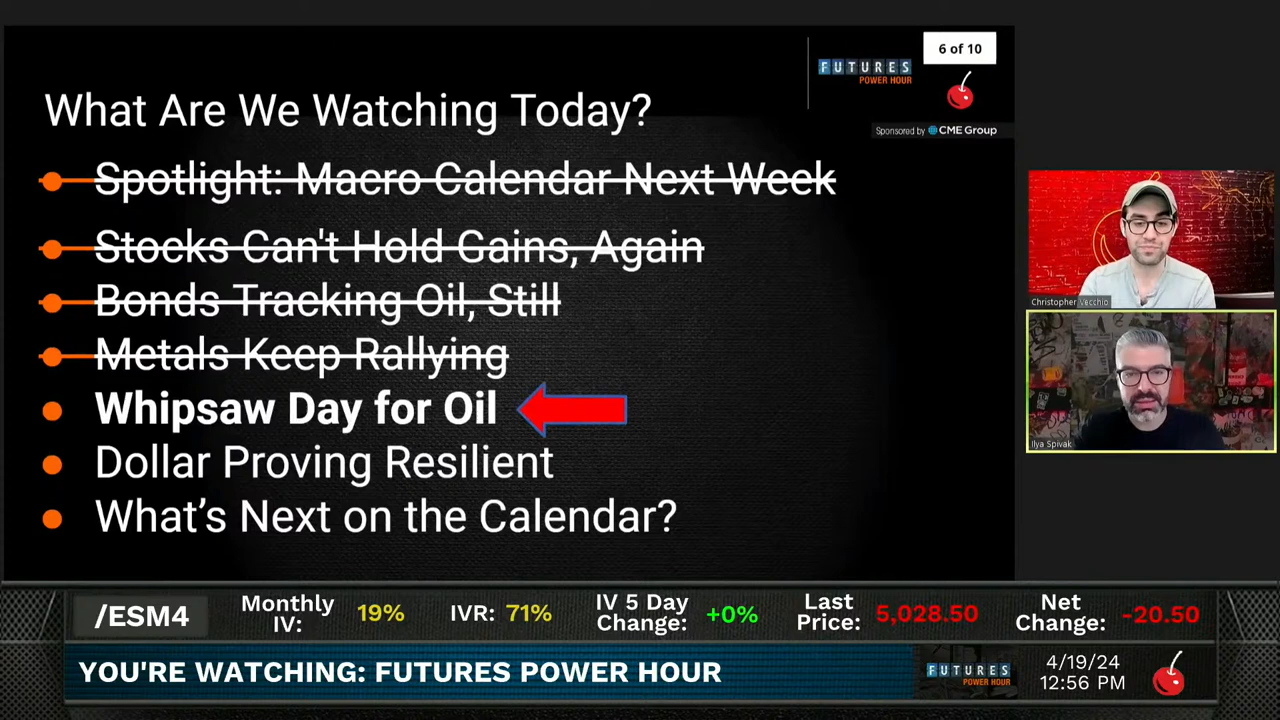 6 of 10
FUTURES
POWER HOUR
Sponsored by CME Group
What Are We Watching Today?
Spotlight: Macro Calendar Next Week
Stocks Can't Hold Gains, Again
Bonds Tracking Oil, Still
Metals Keep Rallying
Whipsaw Day for Oil
Dollar Proving Resilient
What’s Next on the Calendar?
Christopher Vecchio
Ilya Spivak
/ESM4
Monthly IV: 19%
IVR: 71%
IV 5 Day Change: +0%
Last Price: 5,028.50
Net Change: -20.50
YOU'RE WATCHING: FUTURES POWER HOUR
FUTURES
POWER HOUR
4/19/24
12:56 PM